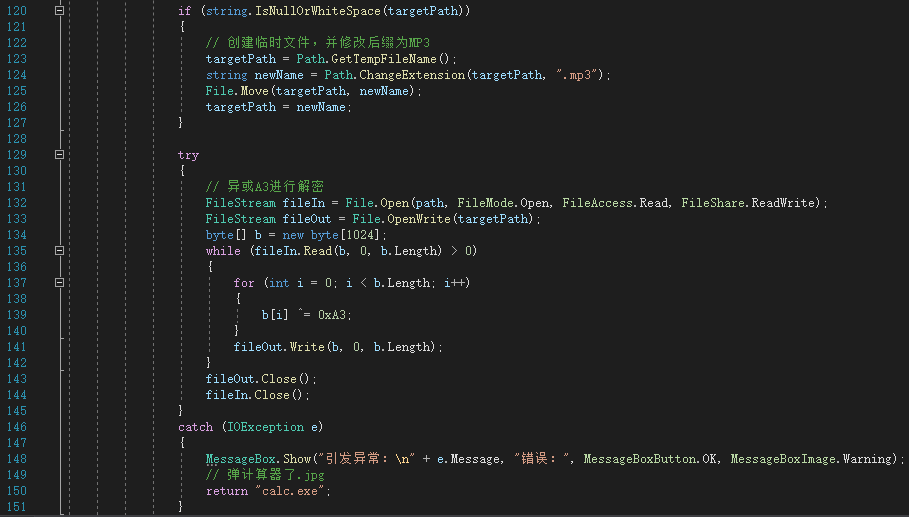 120 if (string.IsNullOrWhiteSpace(targetPath))
121 {
122 // 创建临时文件，并修改后缀为MP3
123 targetPath = Path.GetTempFileName();
124 string newName = Path.ChangeExtension(targetPath, ".mp3");
125 File.Move(targetPath, newName);
126 targetPath = newName;
127 }
128
129 try
130 {
131 // 异或A3进行解密
132 FileStream fileIn = File.Open(path, FileMode.Open, FileAccess.Read, FileShare.ReadWrite);
133 FileStream fileOut = File.OpenWrite(targetPath);
134 byte[] b = new byte[1024];
135 while (fileIn.Read(b, 0, b.Length) > 0)
136 {
137 for (int i = 0; i < b.Length; i++)
138 {
139 b[i] ^= 0xA3;
140 }
141 fileOut.Write(b, 0, b.Length);
142 }
143 fileOut.Close();
144 fileIn.Close();
145 }
146 catch (IOException e)
147 {
148 MessageBox.Show("引发异常：\n" + e.Message, "错误：", MessageBoxButton.OK, MessageBoxImage.Warning);
149 // 弹计算器了.jpg
150 return "calc.exe";
151 }